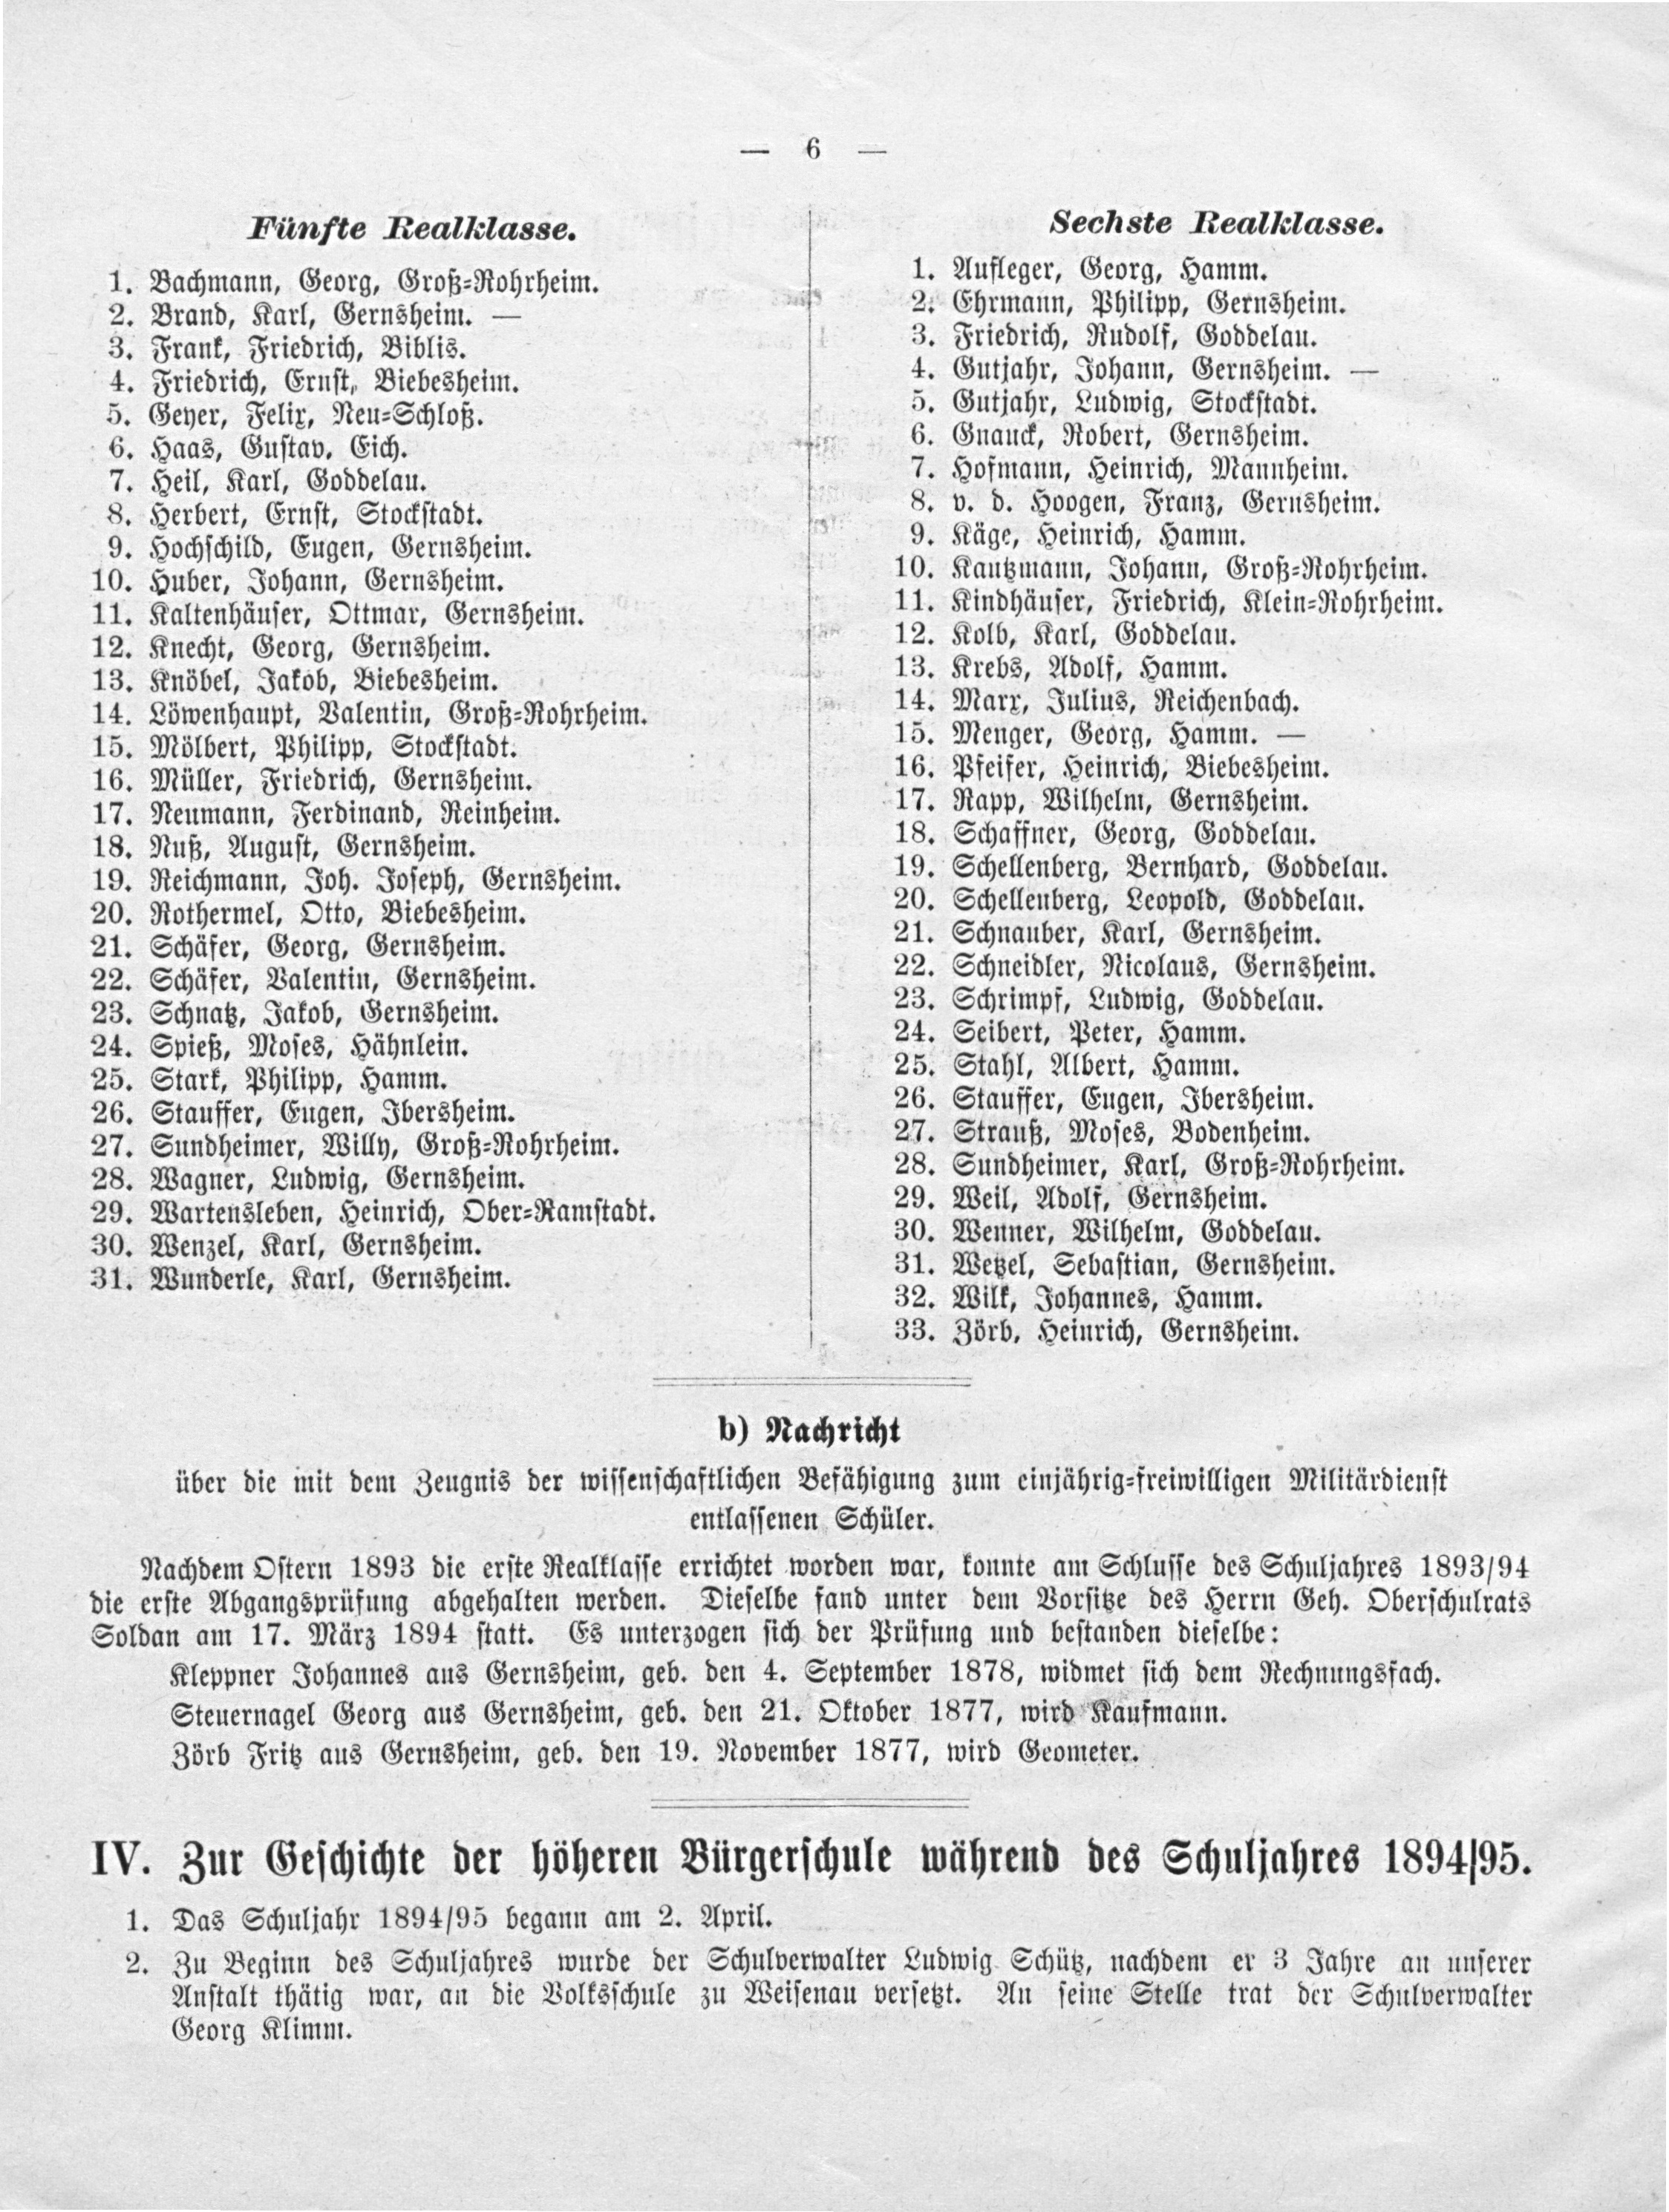 — 6 —
Fünfte Realklasse.
1. Bachmann, Georg, Groß-Rohrheim.
2. Brand, Karl, Gernsheim. —
3. Frank, Friedrich, Biblis.
4. Friedrich, Ernst, Biebesheim.
5. Geyer, Felix, Neu-Schloß.
6. Haas, Gustav, Eich.
7. Heil, Karl, Goddelau.
8. Herbert, Ernst, Stockstadt.
9. Hochschild, Eugen, Gernsheim.
10. Huber, Johann, Gernsheim.
11. Kaltenhäuser, Ottmar, Gernsheim.
12. Knecht, Georg, Gernsheim.
13. Knöbel, Jakob, Biebesheim.
14. Löwenhaupt, Valentin, Groß-Rohrheim.
15. Mölbert, Philipp, Stockstadt.
16. Müller, Friedrich, Gernsheim.
17. Neumann, Ferdinand, Reinheim.
18. Nuß, August, Gernsheim.
19. Reichmann, Joh. Joseph, Gernsheim.
20. Rothermel, Otto, Biebesheim.
21. Schäfer, Georg, Gernsheim.
22. Schäfer, Valentin, Gernsheim.
23. Schnatz, Jakob, Gernsheim.
24. Spieß, Moses, Hähnlein.
25. Stark, Philipp, Hamm.
26. Stauffer, Eugen, Ibersheim.
27. Sundheimer, Willy, Groß-Rohrheim.
28. Wagner, Ludwig, Gernsheim.
29. Wartensleben, Heinrich, Ober-Ramstadt.
30. Wenzel, Karl, Gernsheim.
31. Wunderle, Karl, Gernsheim.
Sechste Realklasse.
1. Aufleger, Georg, Hamm.
2. Ehrmann, Philipp, Gernsheim.
3. Friedrich, Rudolf, Goddelau.
4. Gutjahr, Johann, Gernsheim. —
5. Gutjahr, Ludwig, Stockstadt.
6. Gnauck, Robert, Gernsheim.
7. Hofmann, Heinrich, Mannheim.
8. v. d. Hoogen, Franz, Gernsheim.
9. Käge, Heinrich, Hamm.
10. Kautzmann, Johann, Groß-Rohrheim.
11. Kindhäuser, Friedrich, Klein-Rohrheim.
12. Kolb, Karl, Goddelau.
13. Krebs, Adolf, Hamm.
14. Marx, Julius, Reichenbach.
15. Menger, Georg, Hamm. —
16. Pfeifer, Heinrich, Biebesheim.
17. Rapp, Wilhelm, Gernsheim.
18. Schaffner, Georg, Goddelau.
19. Schellenberg, Bernhard, Goddelau.
20. Schellenberg, Leopold, Goddelau.
21. Schnauber, Karl, Gernsheim.
22. Schneidler, Nicolaus, Gernsheim.
23. Schrimpf, Ludwig, Goddelau.
24. Seibert, Peter, Hamm.
25. Stahl, Albert, Hamm.
26. Stauffer, Eugen, Ibersheim.
27. Strauß, Moses, Bodenheim.
28. Sundheimer, Karl, Groß-Rohrheim.
29. Weil, Adolf, Gernsheim.
30. Wenner, Wilhelm, Goddelau.
31. Wetzel, Sebastian, Gernsheim.
32. Wilk, Johannes, Hamm.
33. Zörb, Heinrich, Gernsheim.
b) Nachricht
über die mit dem Zeugnis der wissenschaftlichen Befähigung zum einjährig-freiwilligen Militärdienst
entlassenen Schüler.
Nachdem Ostern 1893 die erste Realklasse errichtet worden war, konnte am Schlusse des Schuljahres 1893/94
die erste Abgangsprüfung abgehalten werden. Dieselbe fand unter dem Vorsitze des Herrn Geh. Oberschulrats
Soldan am 17. März 1894 statt. Es unterzogen sich der Prüfung und bestanden dieselbe:
Kleppner Johannes aus Gernsheim, geb. den 4. September 1878, widmet sich dem Rechnungsfach.
Steuernagel Georg aus Gernsheim, geb. den 21. Oktober 1877, wird Kaufmann.
Zörb Fritz aus Gernsheim, geb. den 19. November 1877, wird Geometer.
IV. Zur Geschichte der höheren Bürgerschule während des Schuljahres 1894/95.
1. Das Schuljahr 1894/95 begann am 2. April.
2. Zu Beginn des Schuljahres wurde der Schulverwalter Ludwig Schütz, nachdem er 3 Jahre an unserer
Anstalt thätig war, an die Volksschule zu Weisenau versetzt. An seine Stelle trat der Schulverwalter
Georg Klimm.